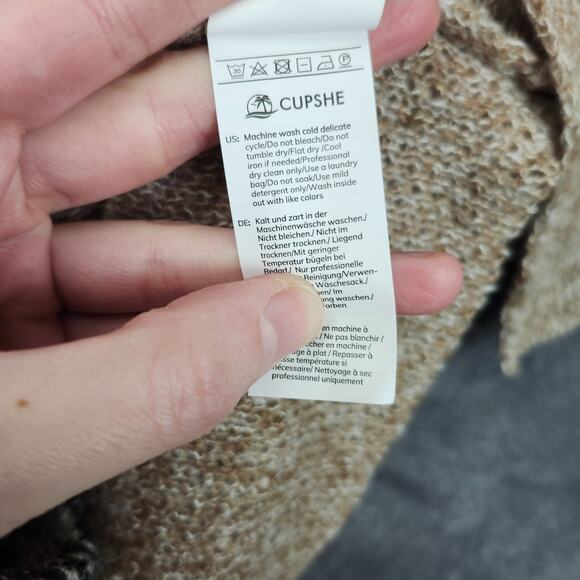 30
P
CUPSHE
US: Machine wash cold delicate
cycle/Do not bleach/Do not
tumble dry/Flat dry /Cool
iron if needed/Professional
dry clean only/Use a laundry
bag/Do not soak/Use mild
detergent only/Wash inside
out with like colors
DE: Kalt und zart in der
Maschinenwäsche waschen./
Nicht bleichen./ Nicht im
Trockner trocknen./ Liegend
trocknen/Mit geringer
Temperatur bügeln bei
Bedarf./ Nur professionelle
Reinigung/Verwen-
Waschesack./
Im
waschen./
en machine à
/ Ne pas blanchir /
machine /
à plat / Repasser à
température si
nécessaire/ Nettoyage à sec
professionnel uniquement